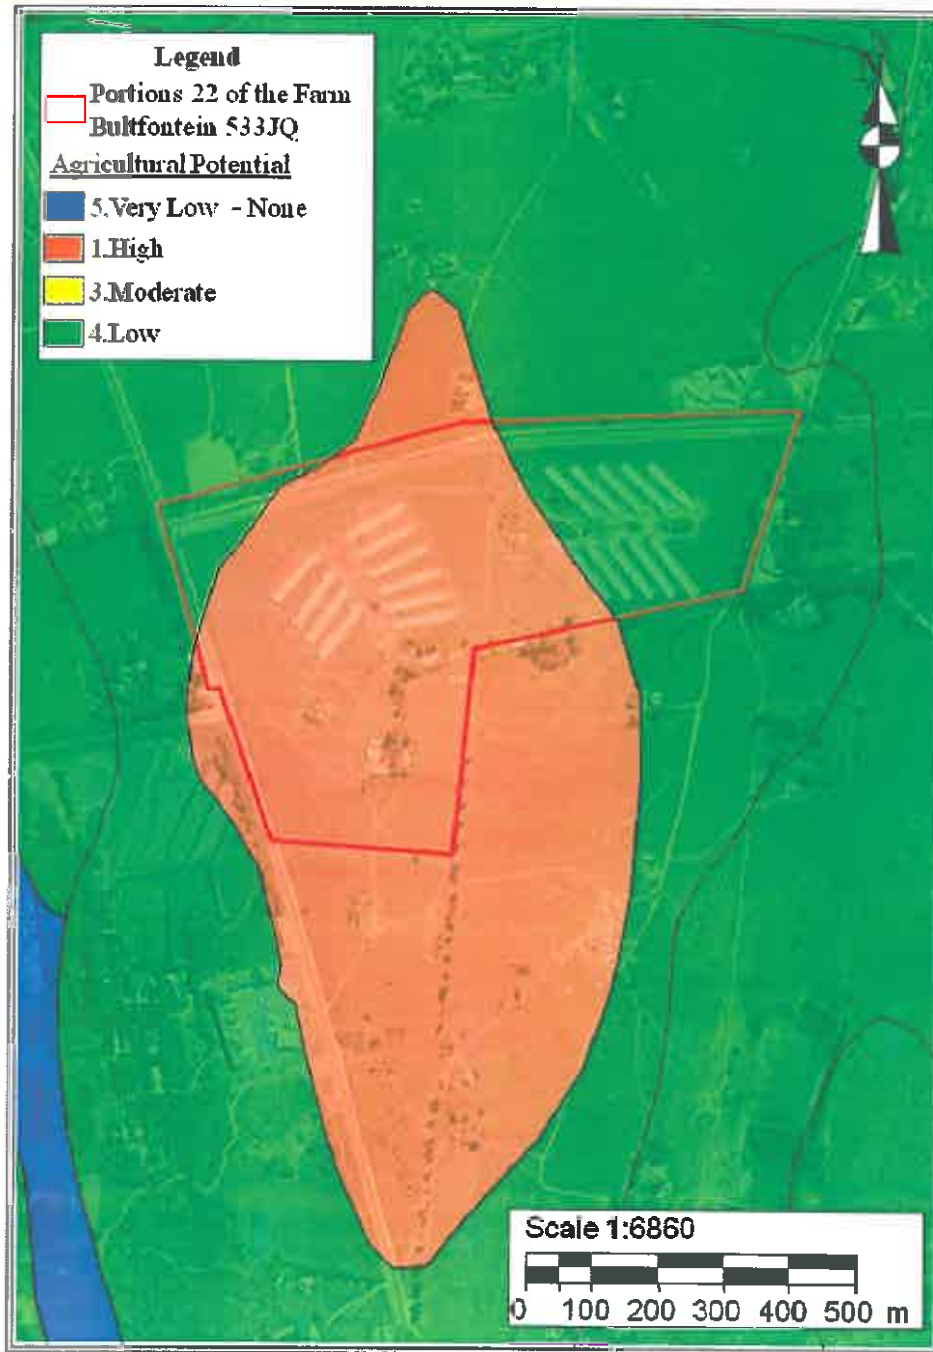 Legend
Portions 22 of the Farm
Bultfontein 533JQ
Agricultural Potential
5.Very Low - None
1.High
3.Moderate
4.Low
Scale 1:6860
0 100 200 300 400 500 m